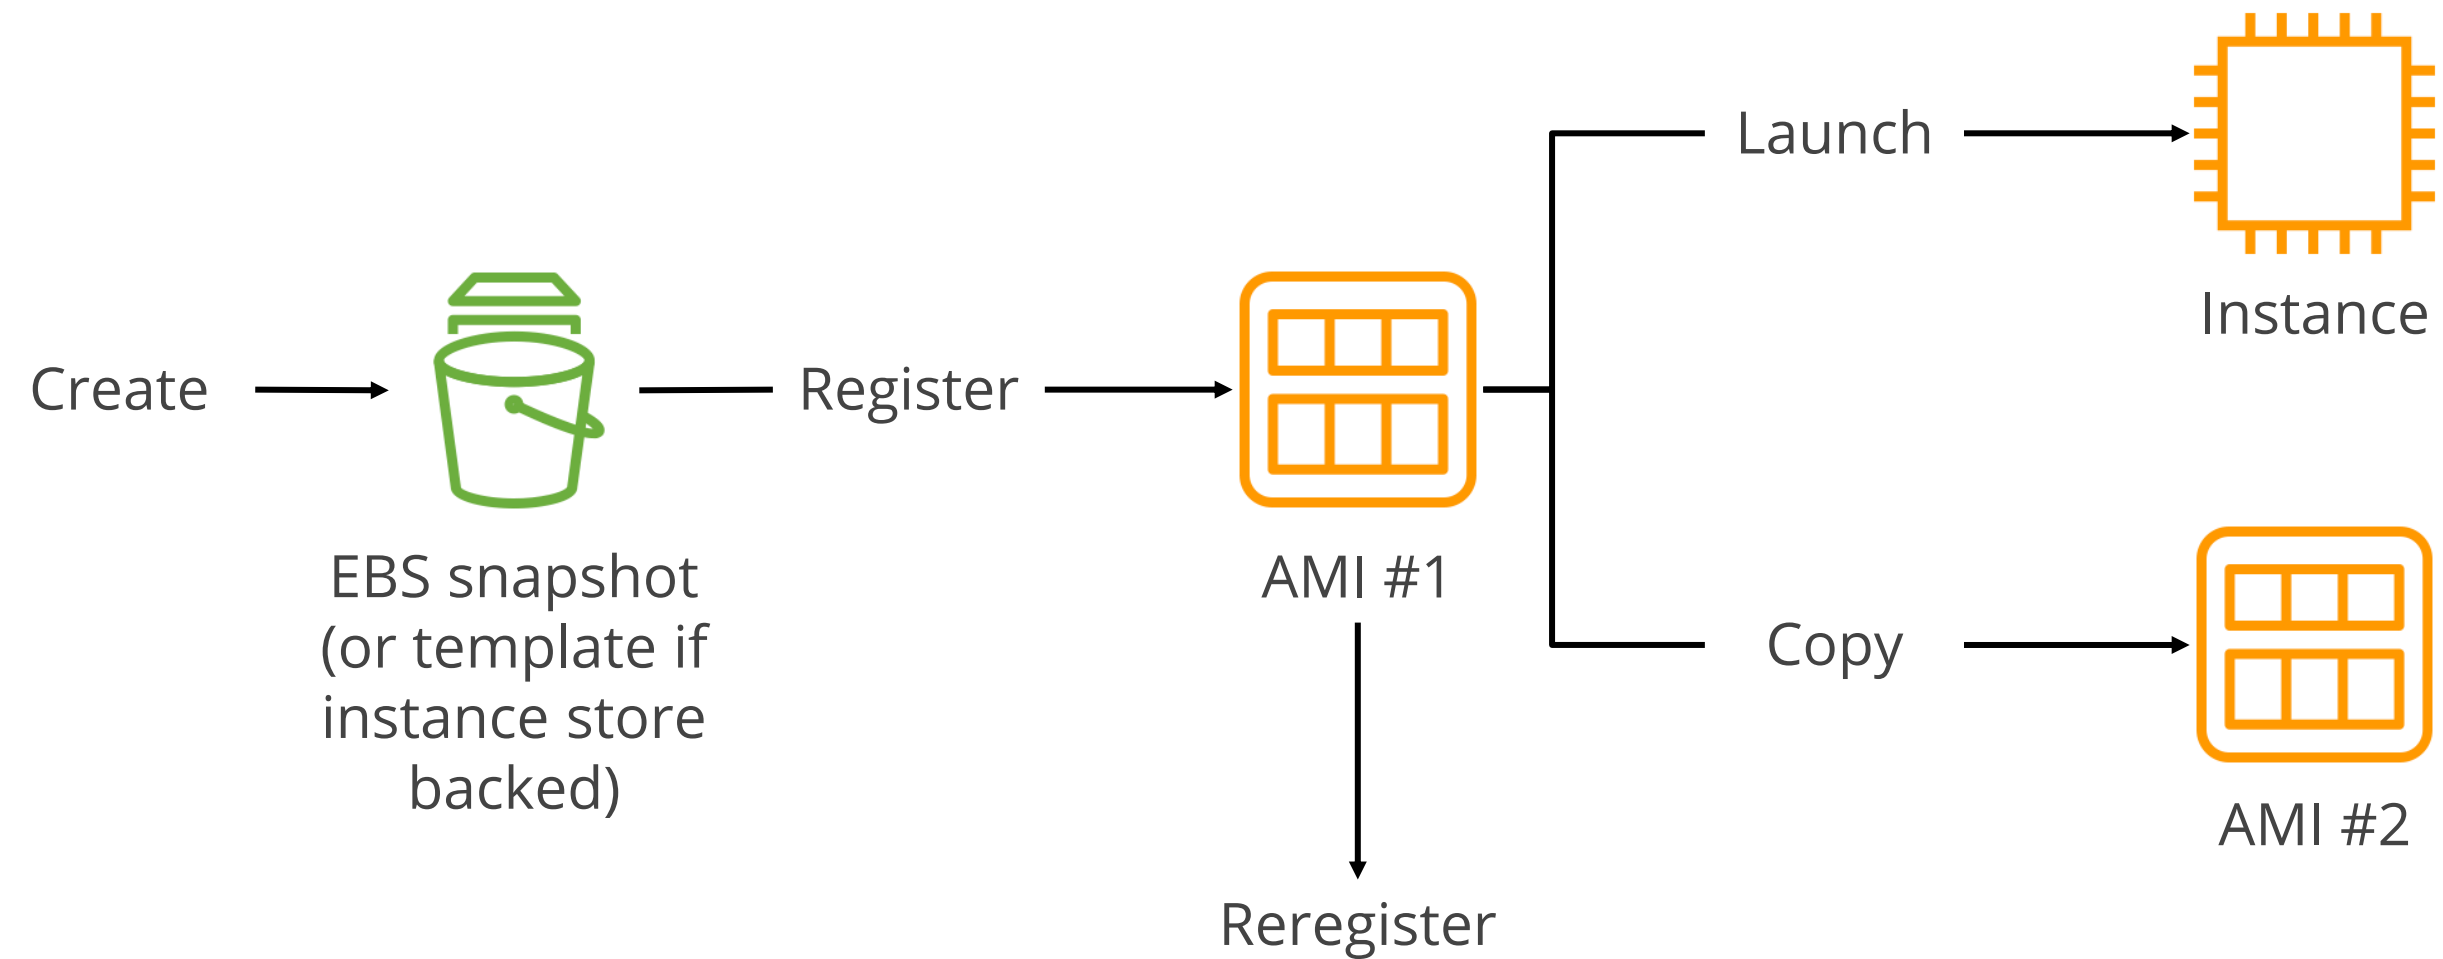 Create
EBS snapshot
(or template if
instance store
backed)
Register
AMI #1
Reregister
Launch
Instance
Copy
AMI #2